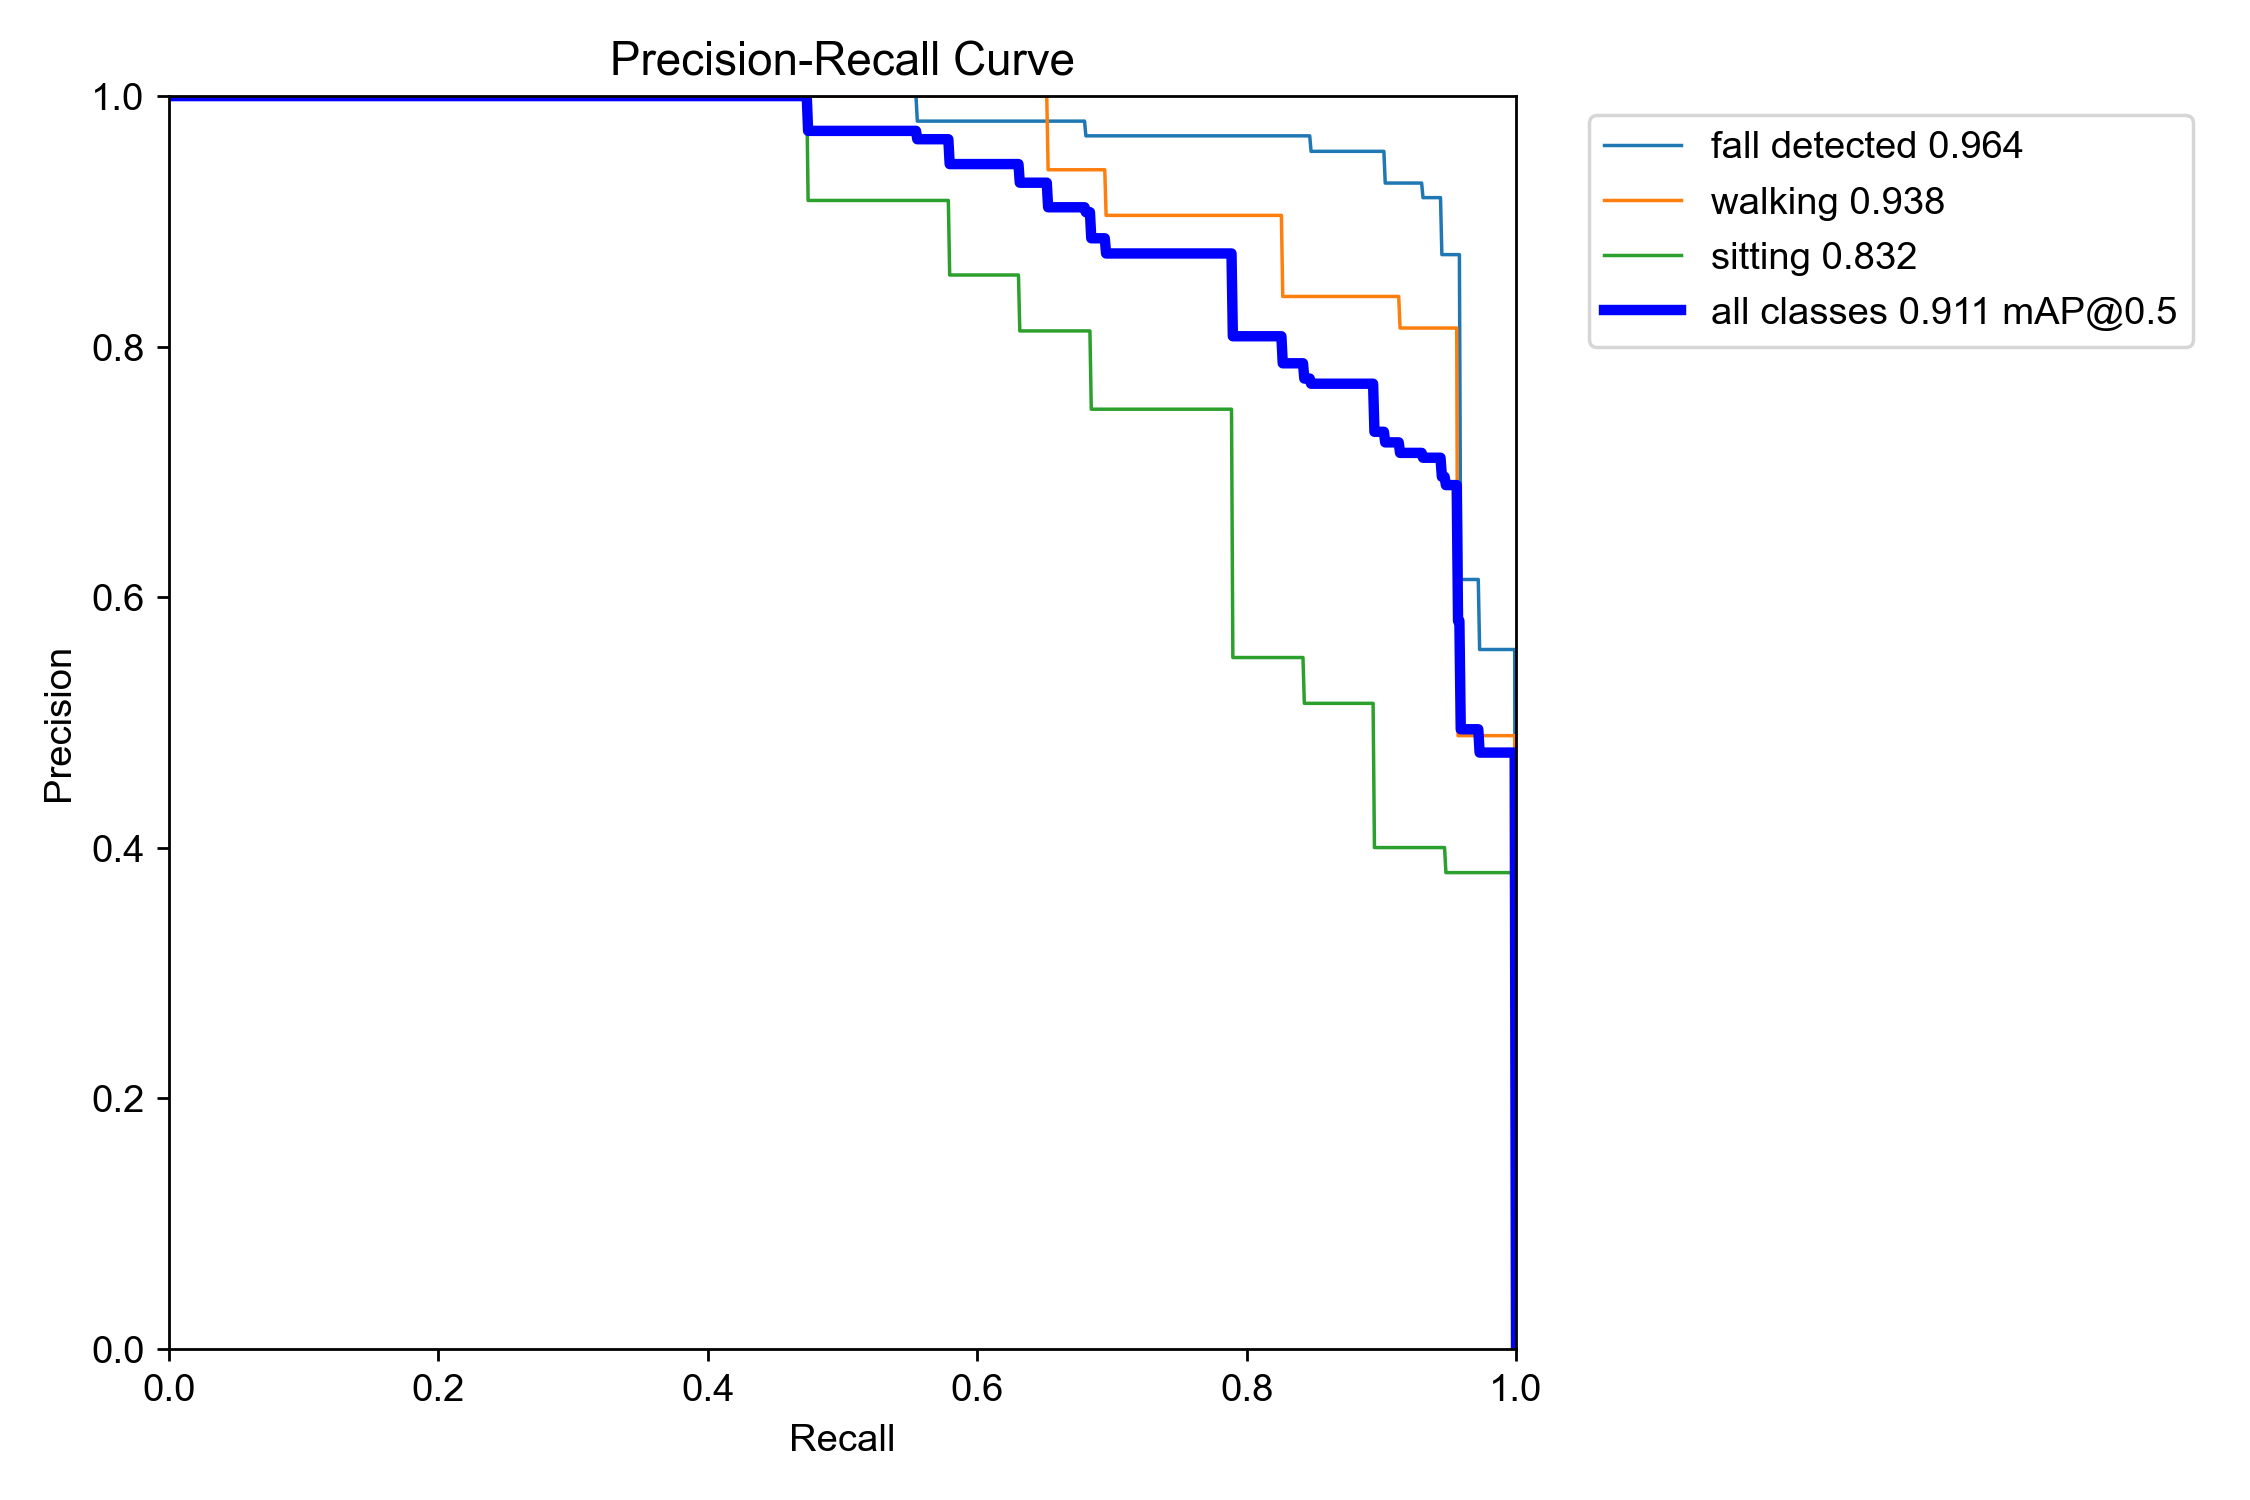 Precision-Recall Curve
1.0
0.8
0.6
0.4
0.2
0.0
Precision
0.0 0.2 0.4 0.6 0.8 1.0
Recall
fall detected 0.964
walking 0.938
sitting 0.832
all classes 0.911 mAP@0.5